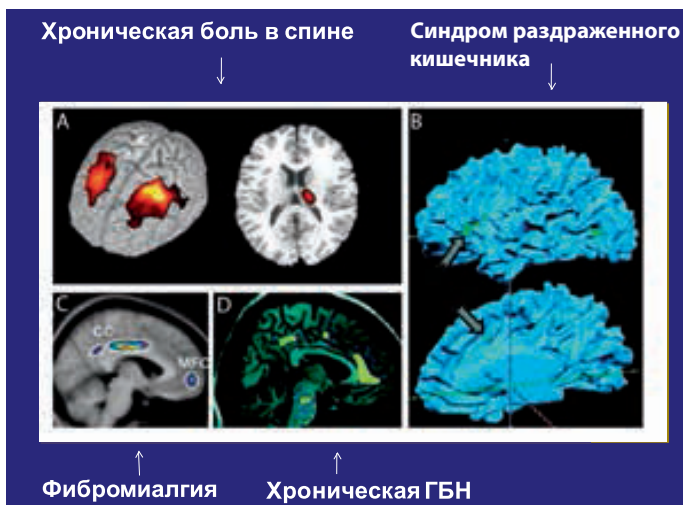 Хроническая боль в спине
Синдром раздраженного
кишечника
A
B
C
CC
MFC
D
Фибромиалгия
Хроническая ГБН